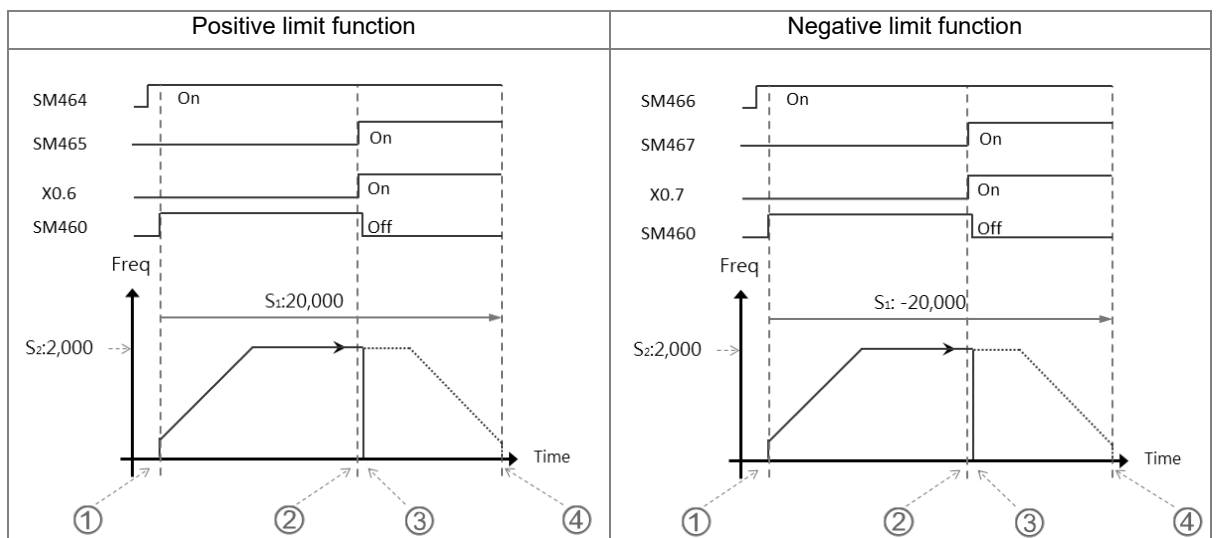 Positive limit function
Negative limit function
SM464 On
SM465 On
X0.6 On
SM460 Off
Freq
S₁:20,000
S₂:2,000
Time
① ② ③ ④
SM466 On
SM467 On
X0.7 On
SM460 Off
Freq
S₁: -20,000
S₂:2,000
Time
① ② ③ ④